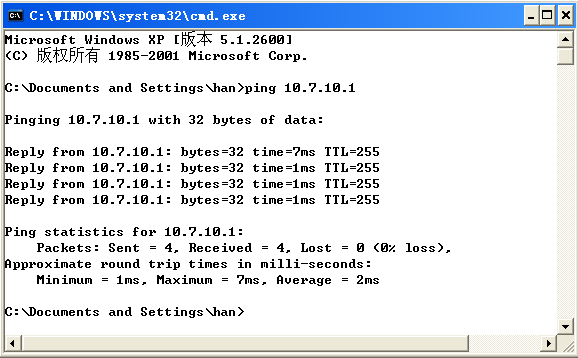 C:\WINDOWS\system32\cmd.exe
Microsoft Windows XP [版本 5.1.2600]
(C) 版权所有 1985-2001 Microsoft Corp.
C:\Documents and Settings\han>ping 10.7.10.1
Pinging 10.7.10.1 with 32 bytes of data:
Reply from 10.7.10.1: bytes=32 time=7ms TTL=255
Reply from 10.7.10.1: bytes=32 time=1ms TTL=255
Reply from 10.7.10.1: bytes=32 time=1ms TTL=255
Reply from 10.7.10.1: bytes=32 time=1ms TTL=255
Ping statistics for 10.7.10.1:
    Packets: Sent = 4, Received = 4, Lost = 0 (0% loss),
Approximate round trip times in milli-seconds:
    Minimum = 1ms, Maximum = 7ms, Average = 2ms
C:\Documents and Settings\han>